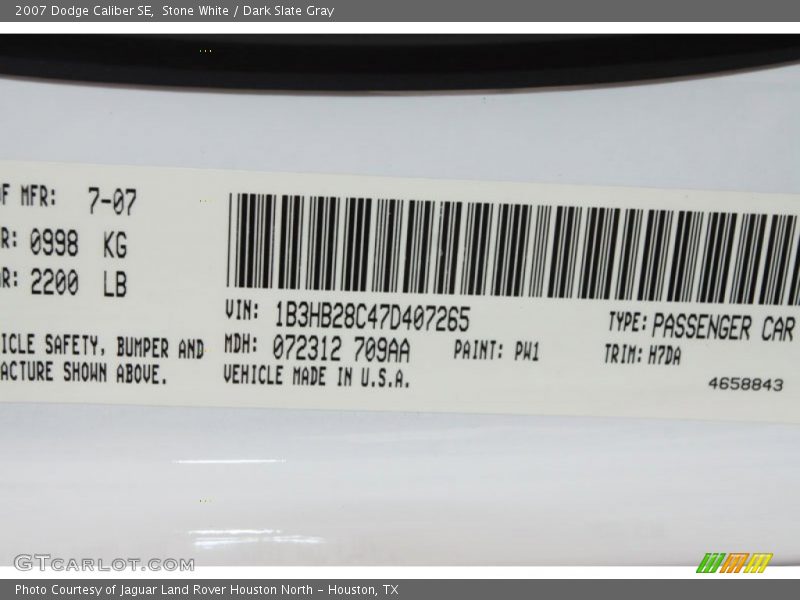 2007 Dodge Caliber SE, Stone White / Dark Slate Gray
F MFR: 7-07
R: 0998 KG
R: 2200 LB
ICLE SAFETY, BUMPER AND
ACTURE SHOWN ABOVE.
VIN: 1B3HB28C47D407265
TYPE: PASSENGER CAR
MDH: 072312 709AA
PAINT: PW1
TRIM: H7DA
VEHICLE MADE IN U.S.A.
4658843
GTCARLOT.COM
Photo Courtesy of Jaguar Land Rover Houston North - Houston, TX